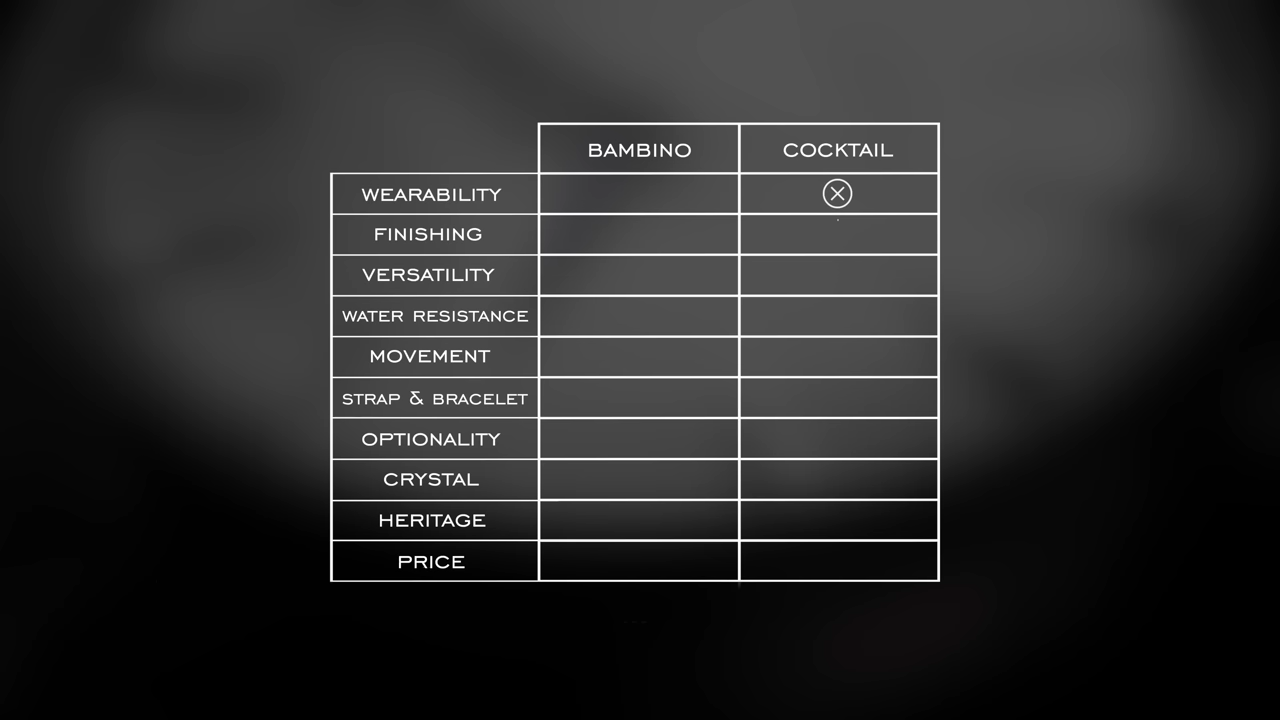 BAMBINO COCKTAIL
WEARABILITY
FINISHING
VERSATILITY
WATER RESISTANCE
MOVEMENT
STRAP & BRACELET
OPTIONALITY
CRYSTAL
HERITAGE
PRICE